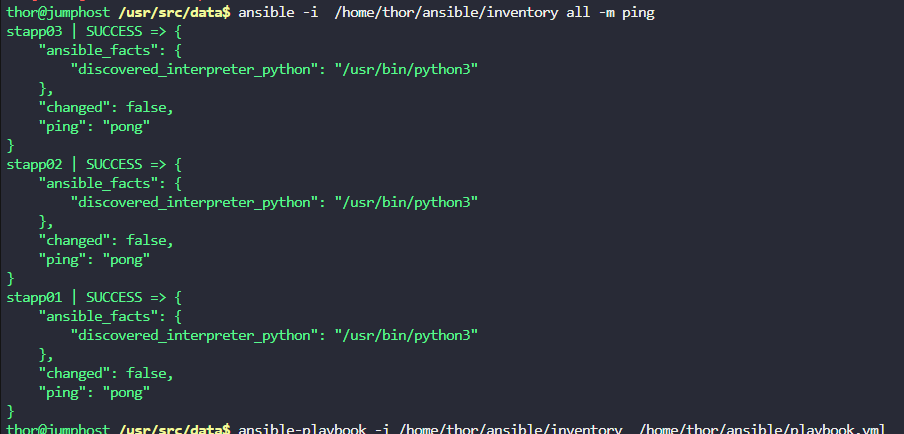 thor@jumphost /usr/src/data$ ansible -i  /home/thor/ansible/inventory all -m ping
stapp03 | SUCCESS => {
    "ansible_facts": {
        "discovered_interpreter_python": "/usr/bin/python3"
    },
    "changed": false,
    "ping": "pong"
}
stapp02 | SUCCESS => {
    "ansible_facts": {
        "discovered_interpreter_python": "/usr/bin/python3"
    },
    "changed": false,
    "ping": "pong"
}
stapp01 | SUCCESS => {
    "ansible_facts": {
        "discovered_interpreter_python": "/usr/bin/python3"
    },
    "changed": false,
    "ping": "pong"
}
thor@jumphost /usr/src/data$ ansible-playbook -i /home/thor/ansible/inventory  /home/thor/ansible/playbook.yml